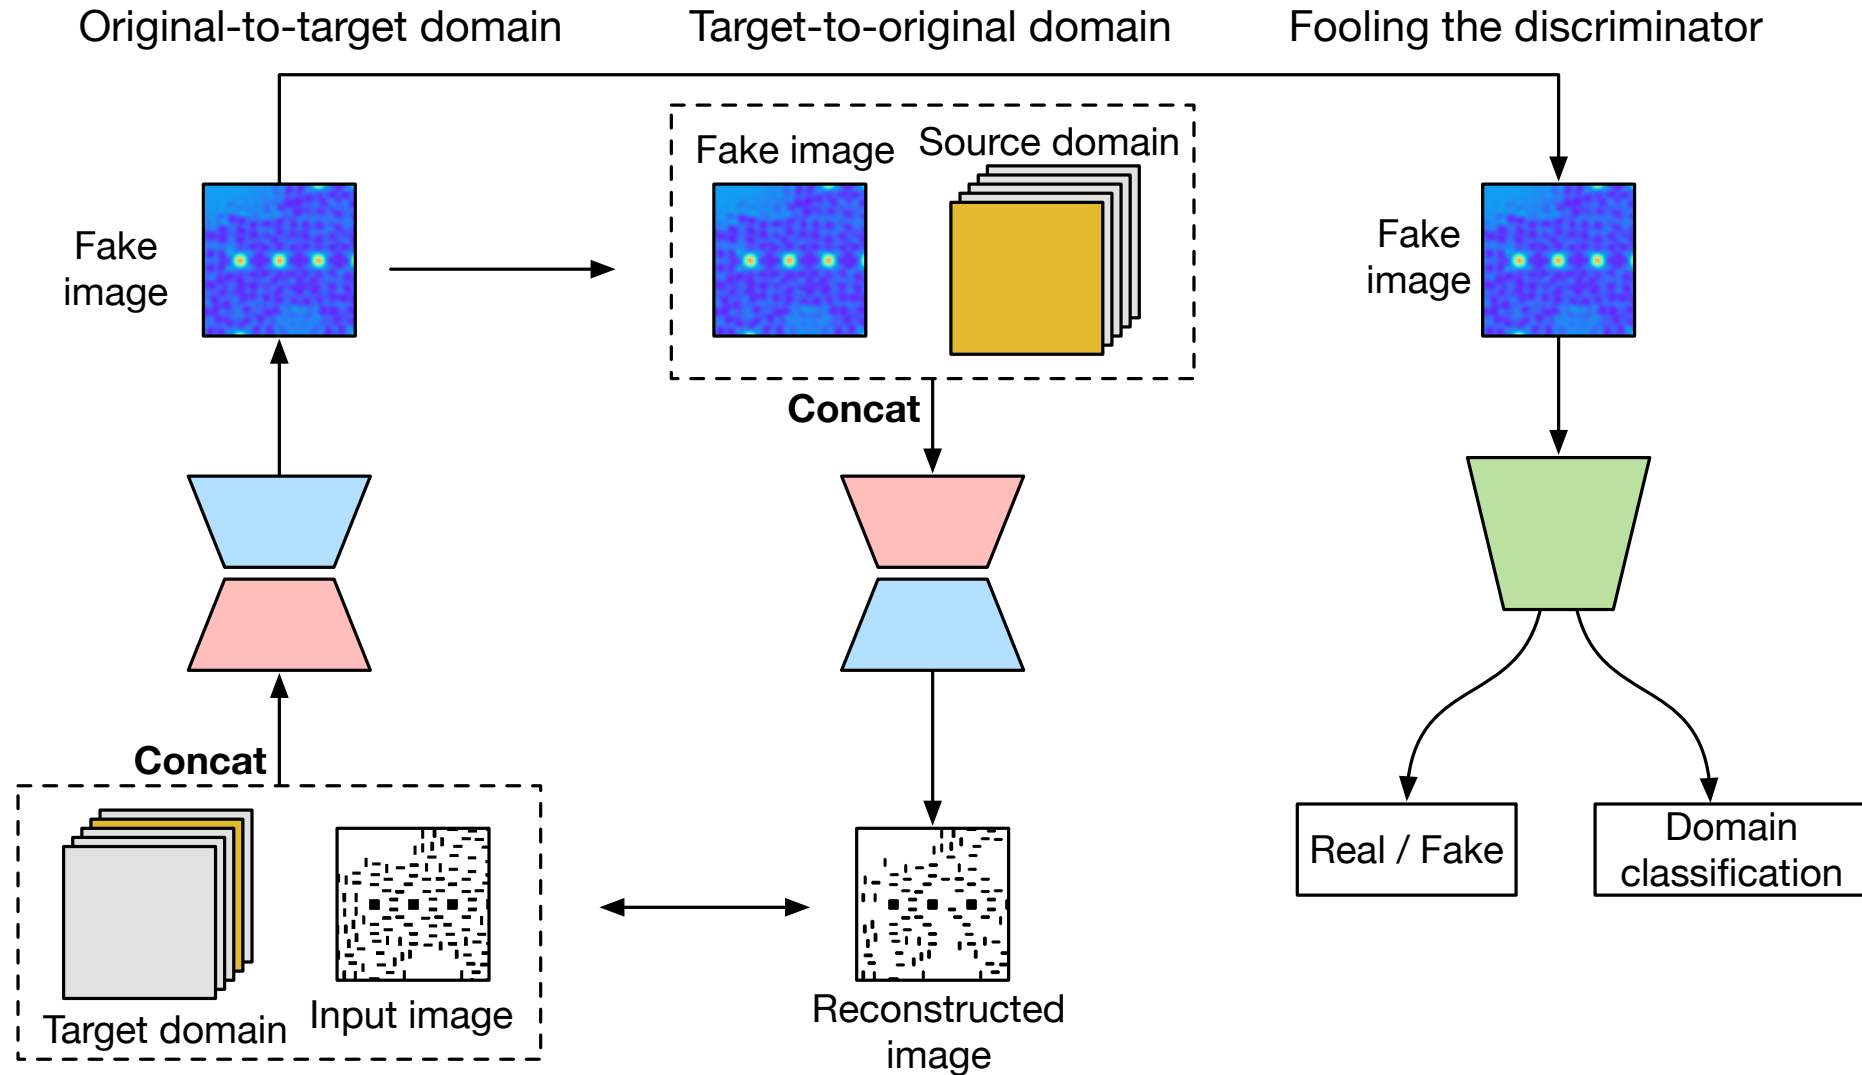 Original-to-target domain
Target-to-original domain
Fooling the discriminator
Fake
image
Fake image
Source domain
Fake
image
Concat
Concat
Target domain
Input image
Reconstructed
image
Real / Fake
Domain
classification